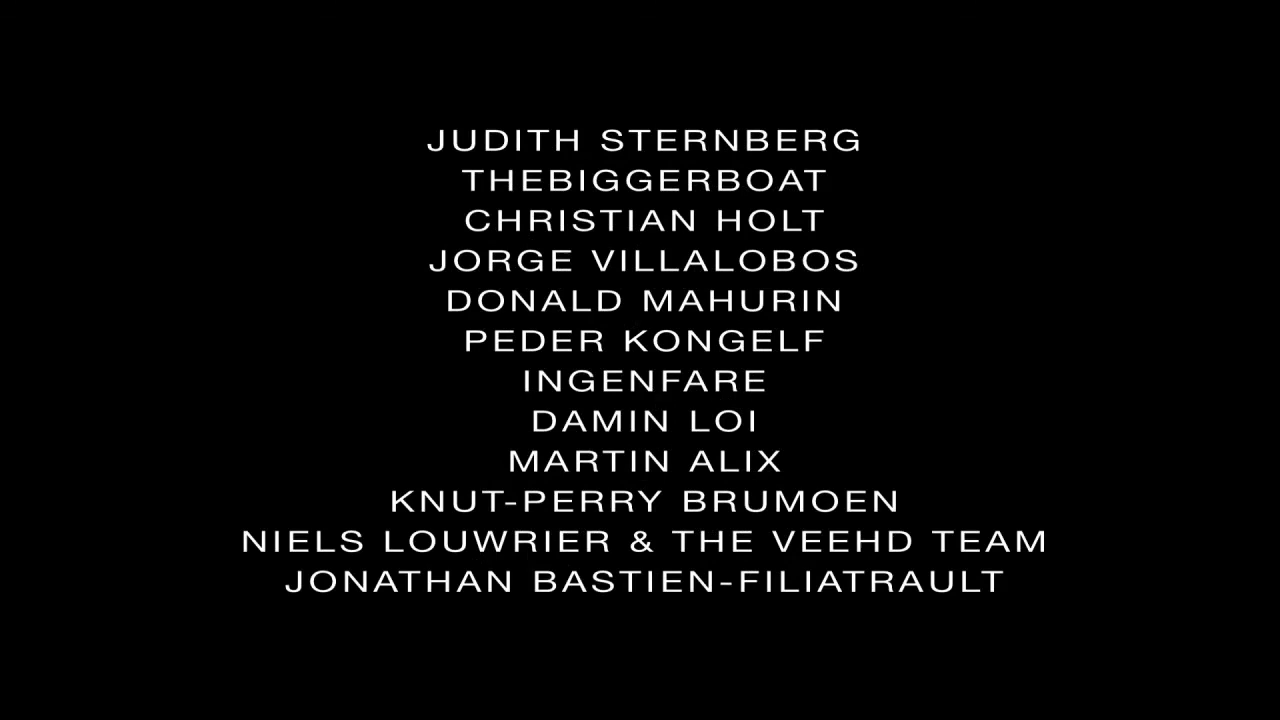 JUDITH STERNBERG
THEBIGGERBOAT
CHRISTIAN HOLT
JORGE VILLALOBOS
DONALD MAHURIN
PEDER KONGELF
INGENFARE
DAMIN LOI
MARTIN ALIX
KNUT-PERRY BRUMOEN
NIELS LOUWRIER & THE VEEHD TEAM
JONATHAN BASTIEN-FILIATRAULT